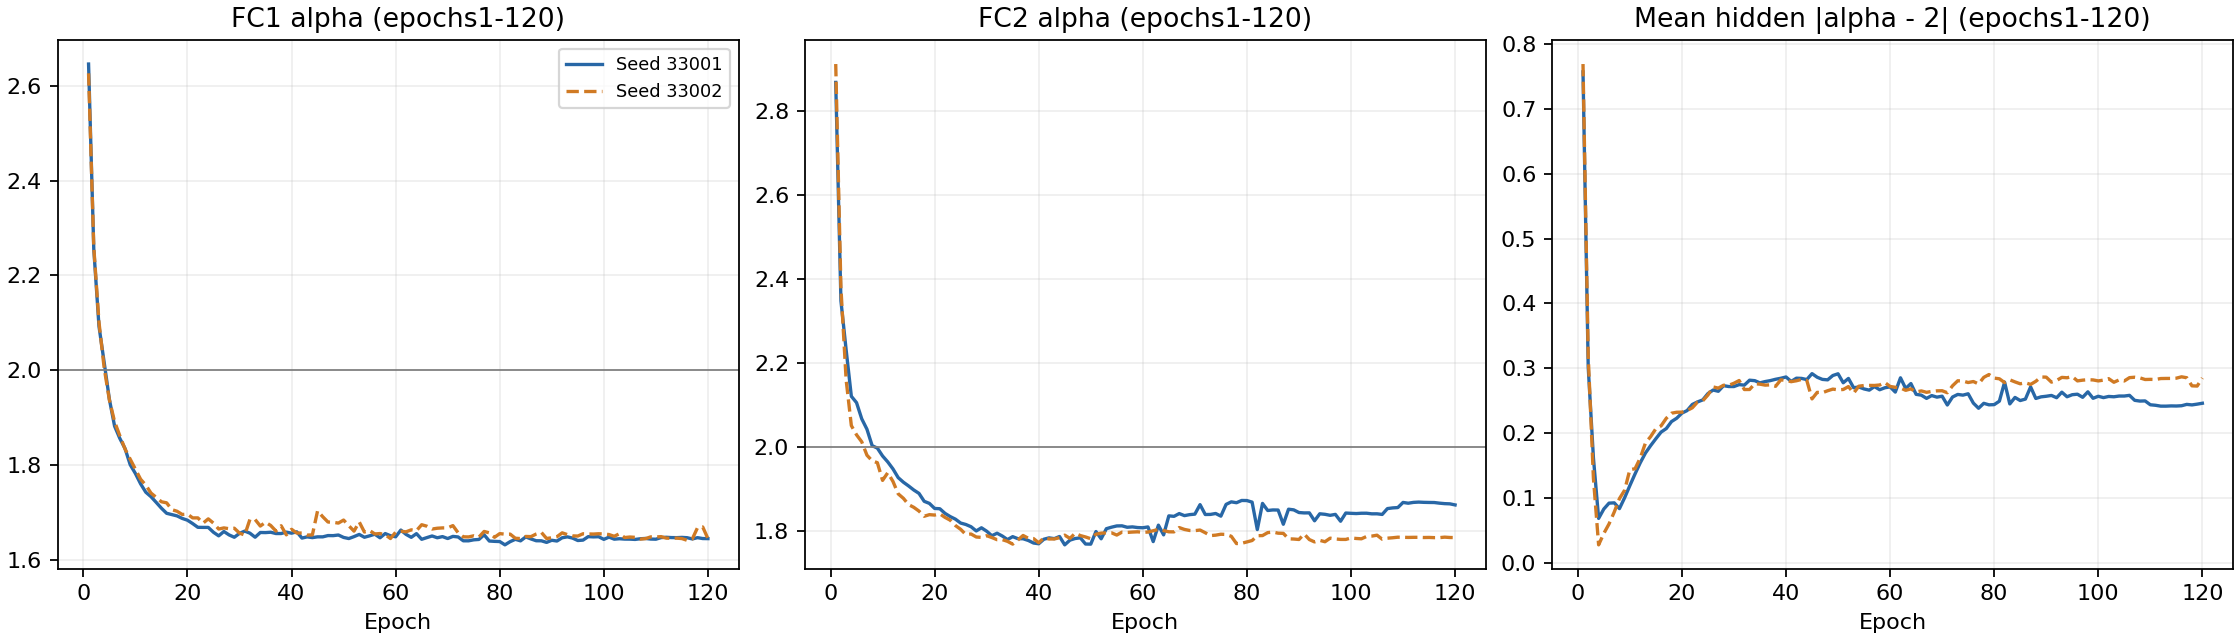 FC1 alpha (epochs1-120)
2.6
2.4
2.2
2.0
1.8
1.6
0 20 40 60 80 100 120
Epoch
Seed 33001
Seed 33002
FC2 alpha (epochs1-120)
2.8
2.6
2.4
2.2
2.0
1.8
0 20 40 60 80 100 120
Epoch
Mean hidden |alpha - 2| (epochs1-120)
0.8
0.7
0.6
0.5
0.4
0.3
0.2
0.1
0.0
0 20 40 60 80 100 120
Epoch